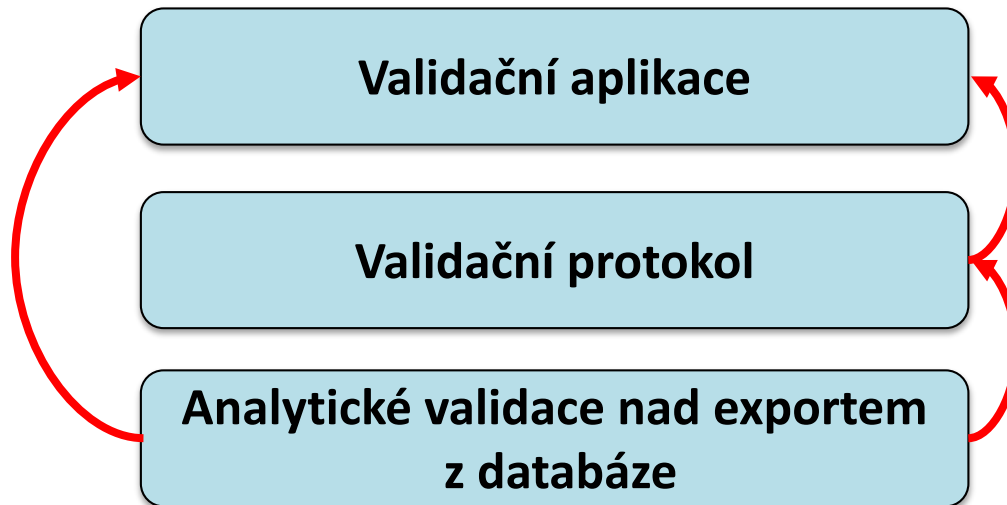 Validační aplikace
Validační protokol
Analytické validace nad exportem
z databáze